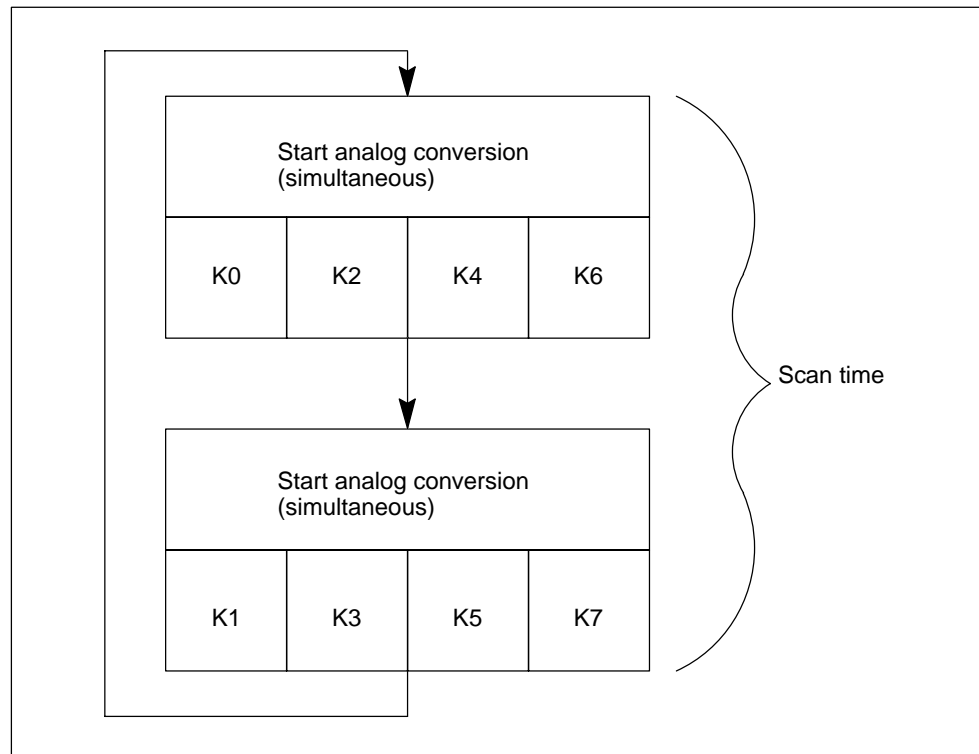 Start analog conversion
(simultaneous)
K0 K2 K4 K6
Scan time
Start analog conversion
(simultaneous)
K1 K3 K5 K7